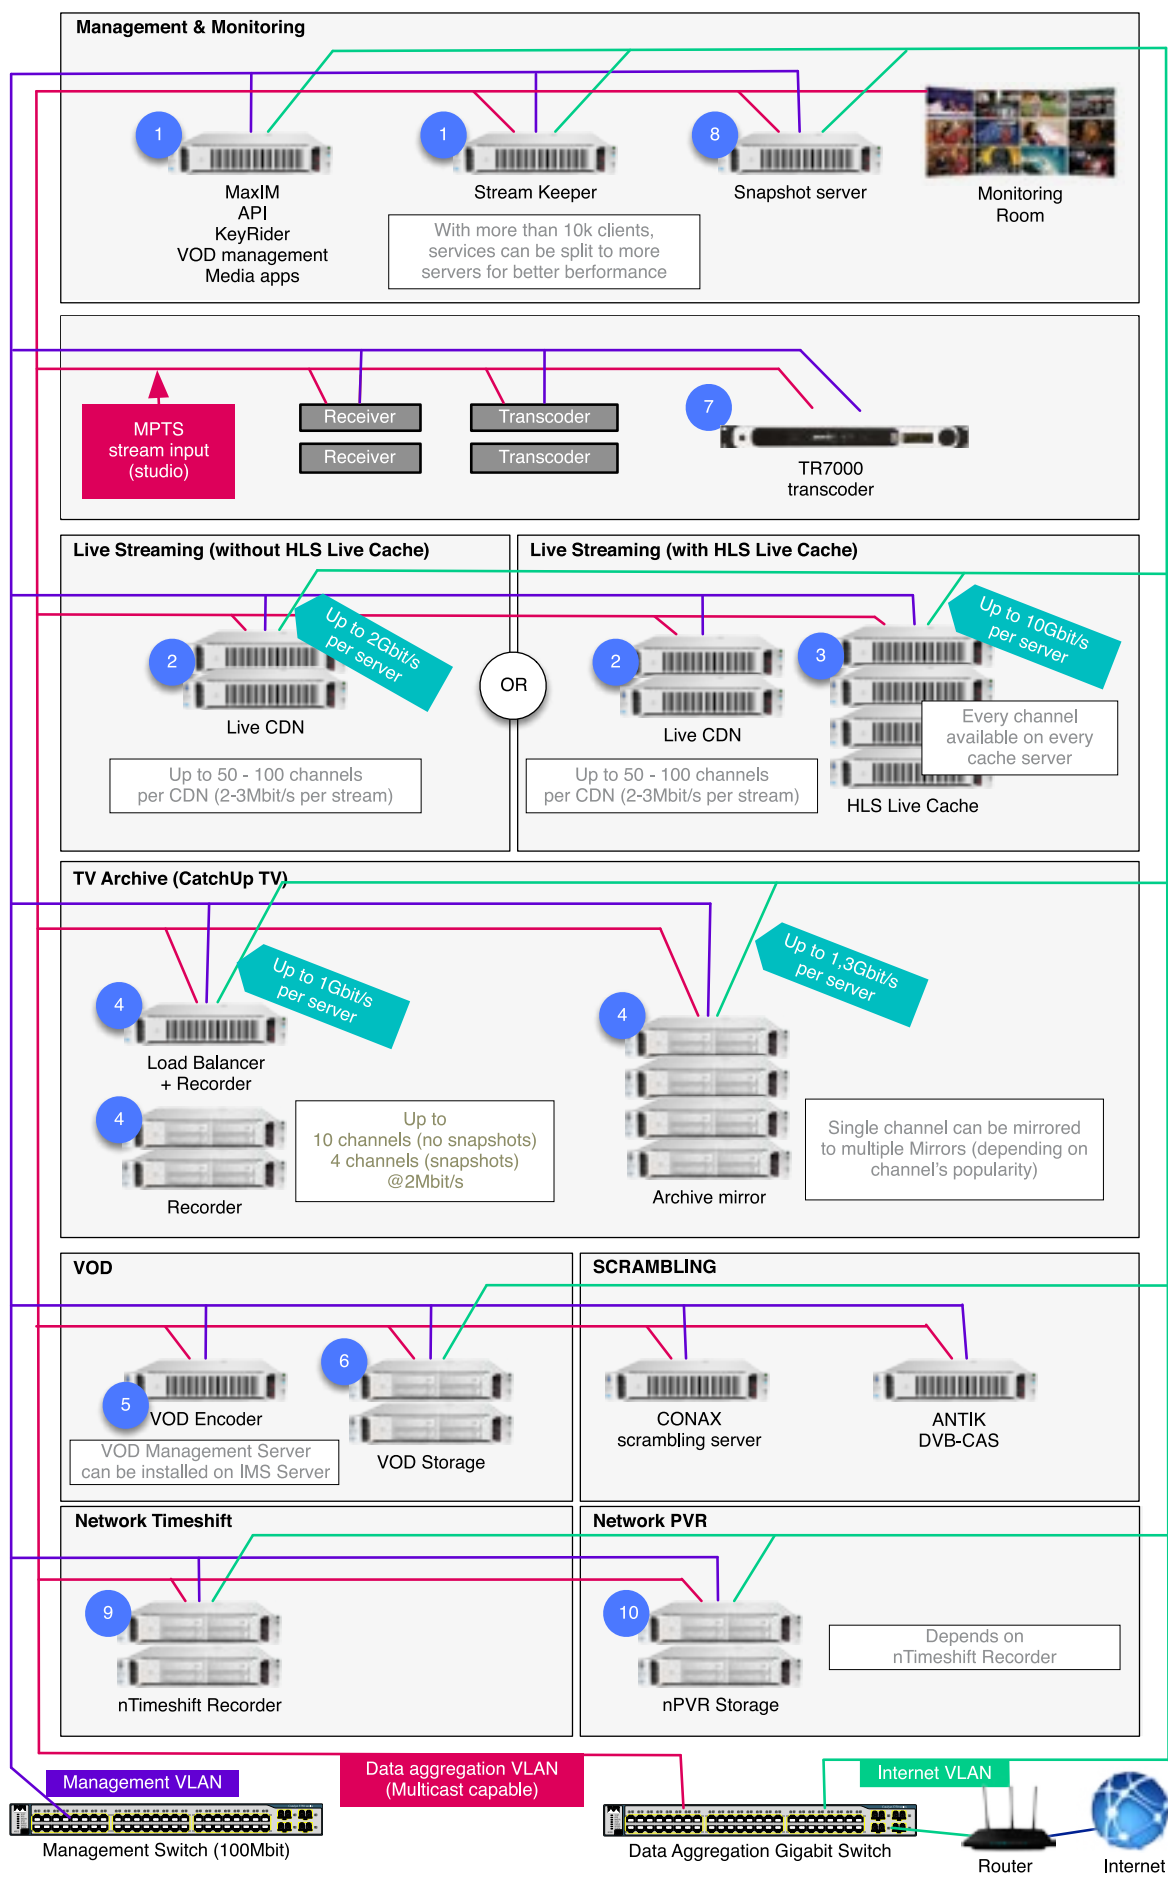 Management & Monitoring
1
1
8
MaxIM
API
KeyRider
VOD management
Media apps
Stream Keeper
With more than 10k clients,
services can be split to more
servers for better berformance
Snapshot server
Monitoring
Room
MPTS
stream input
(studio)
Receiver
Receiver
Transcoder
Transcoder
7
TR7000
transcoder
Live Streaming (without HLS Live Cache)
Up to 2Gbit/s
per server
2
Live CDN
Up to 50 - 100 channels
per CDN (2-3Mbit/s per stream)
OR
Live Streaming (with HLS Live Cache)
2
Live CDN
Up to 50 - 100 channels
per CDN (2-3Mbit/s per stream)
3
Up to 10Gbit/s
per server
Every channel
available on every
cache server
HLS Live Cache
TV Archive (CatchUp TV)
4
Up to 1Gbit/s
per server
Load Balancer
+ Recorder
4
Recorder
Up to
10 channels (no snapshots)
4 channels (snapshots)
@2Mbit/s
4
Up to 1,3Gbit/s
per server
Archive mirror
Single channel can be mirrored
to multiple Mirrors (depending on
channel's popularity)
VOD
5
VOD Encoder
VOD Management Server
can be installed on IMS Server
6
VOD Storage
SCRAMBLING
CONAX
scrambling server
ANTIK
DVB-CAS
Network Timeshift
9
nTimeshift Recorder
Network PVR
10
nPVR Storage
Depends on
nTimeshift Recorder
Management VLAN
Data aggregation VLAN
(Multicast capable)
Internet VLAN
Management Switch (100Mbit)
Data Aggregation Gigabit Switch
Router
Internet